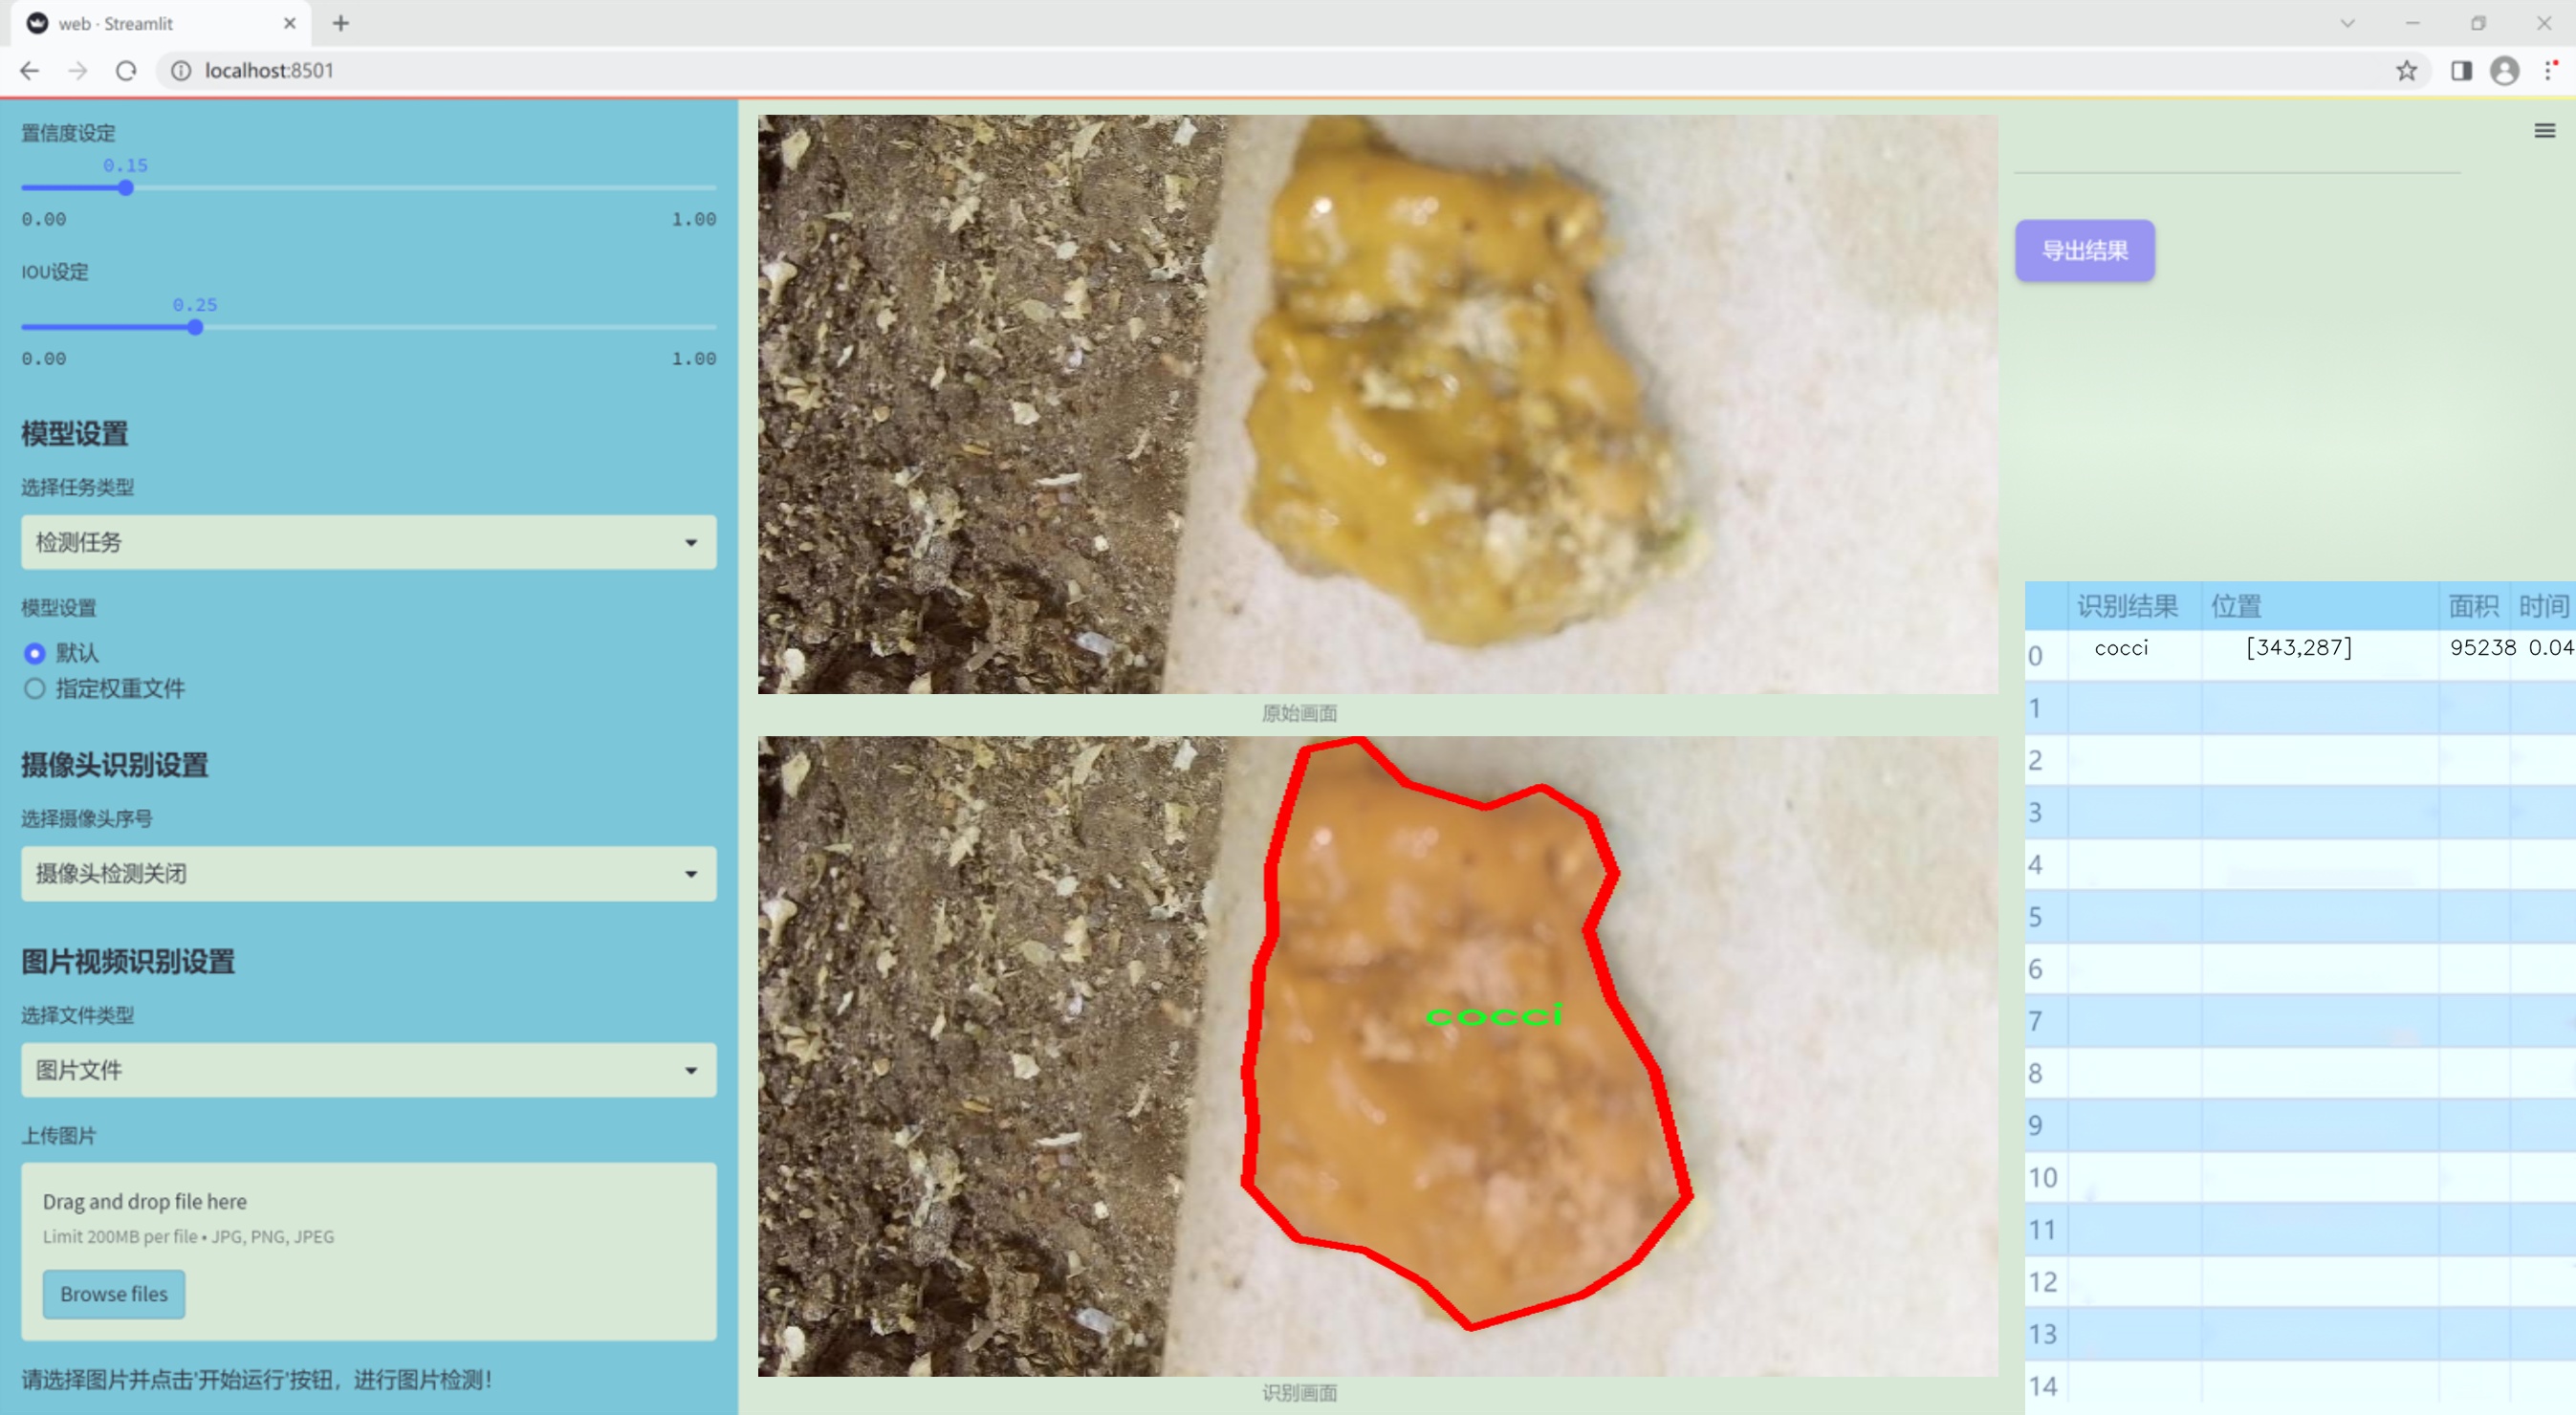 web · Streamlit
localhost:8501
置信度设定
0.15
0.00 1.00
IOU设定
0.25
0.00 1.00
模型设置
选择任务类型
检测任务
模型设置
默认
指定权重文件
摄像头识别设置
选择摄像头序号
摄像头检测关闭
图片视频识别设置
选择文件类型
图片文件
上传图片
Drag and drop file here
Limit 200MB per file • JPG, PNG, JPEG
Browse files
请选择图片并点击'开始运行'按钮，进行图片检测！
原始画面
cocci
识别画面
导出结果
识别结果 位置 面积 时间
0 cocci [343,287] 95238 0.04
1
2
3
4
5
6
7
8
9
10
11
12
13
14